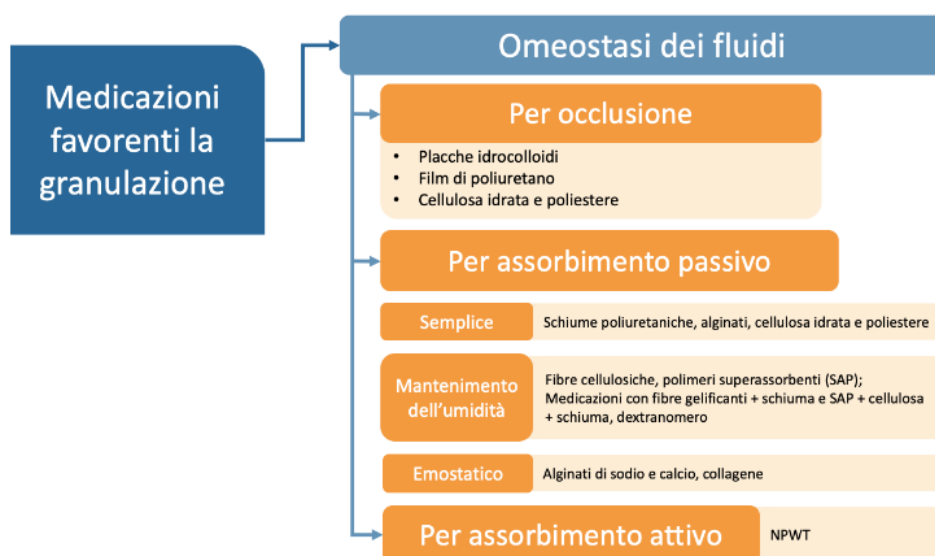 Medicazioni
favorenti la
granulazione
Omeostasi dei fluidi
Per occlusione
• Placche idrocolloidi
• Film di poliuretano
• Cellulosa idrata e poliestere
Per assorbimento passivo
Semplice
Schiume poliuretaniche, alginati, cellulosa idrata e poliestere
Mantenimento
dell'umidità
Fibre cellulosiche, polimeri superassorbenti (SAP);
Medicazioni con fibre gelificanti + schiuma e SAP + cellulosa
+ schiuma, dextranomero
Emostatico
Alginati di sodio e calcio, collagene
Per assorbimento attivo
NPWT